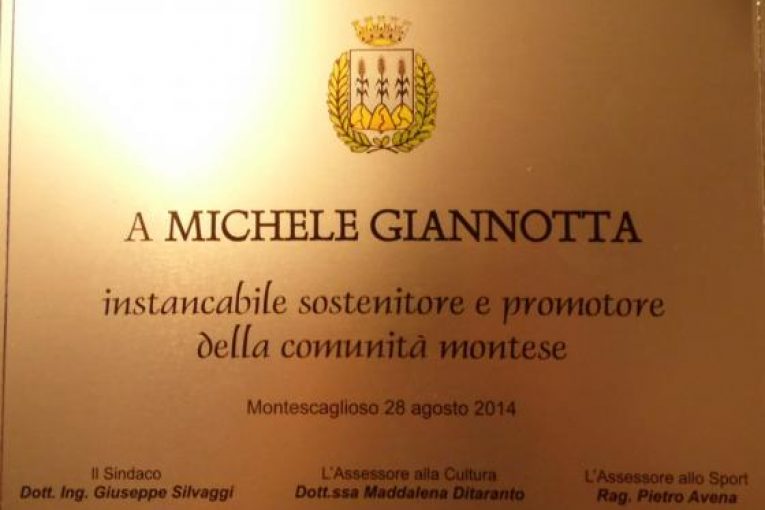 A MICHELE GIANNOTTA
instancabile sostenitore e promotore
della comunità montese
Montescaglioso 28 agosto 2014
Il Sindaco
Dott. Ing. Giuseppe Silvaggi
L'Assessore alla Cultura
Dott.ssa Maddalena Ditaranto
L'Assessore allo Sport
Rag. Pietro Avena